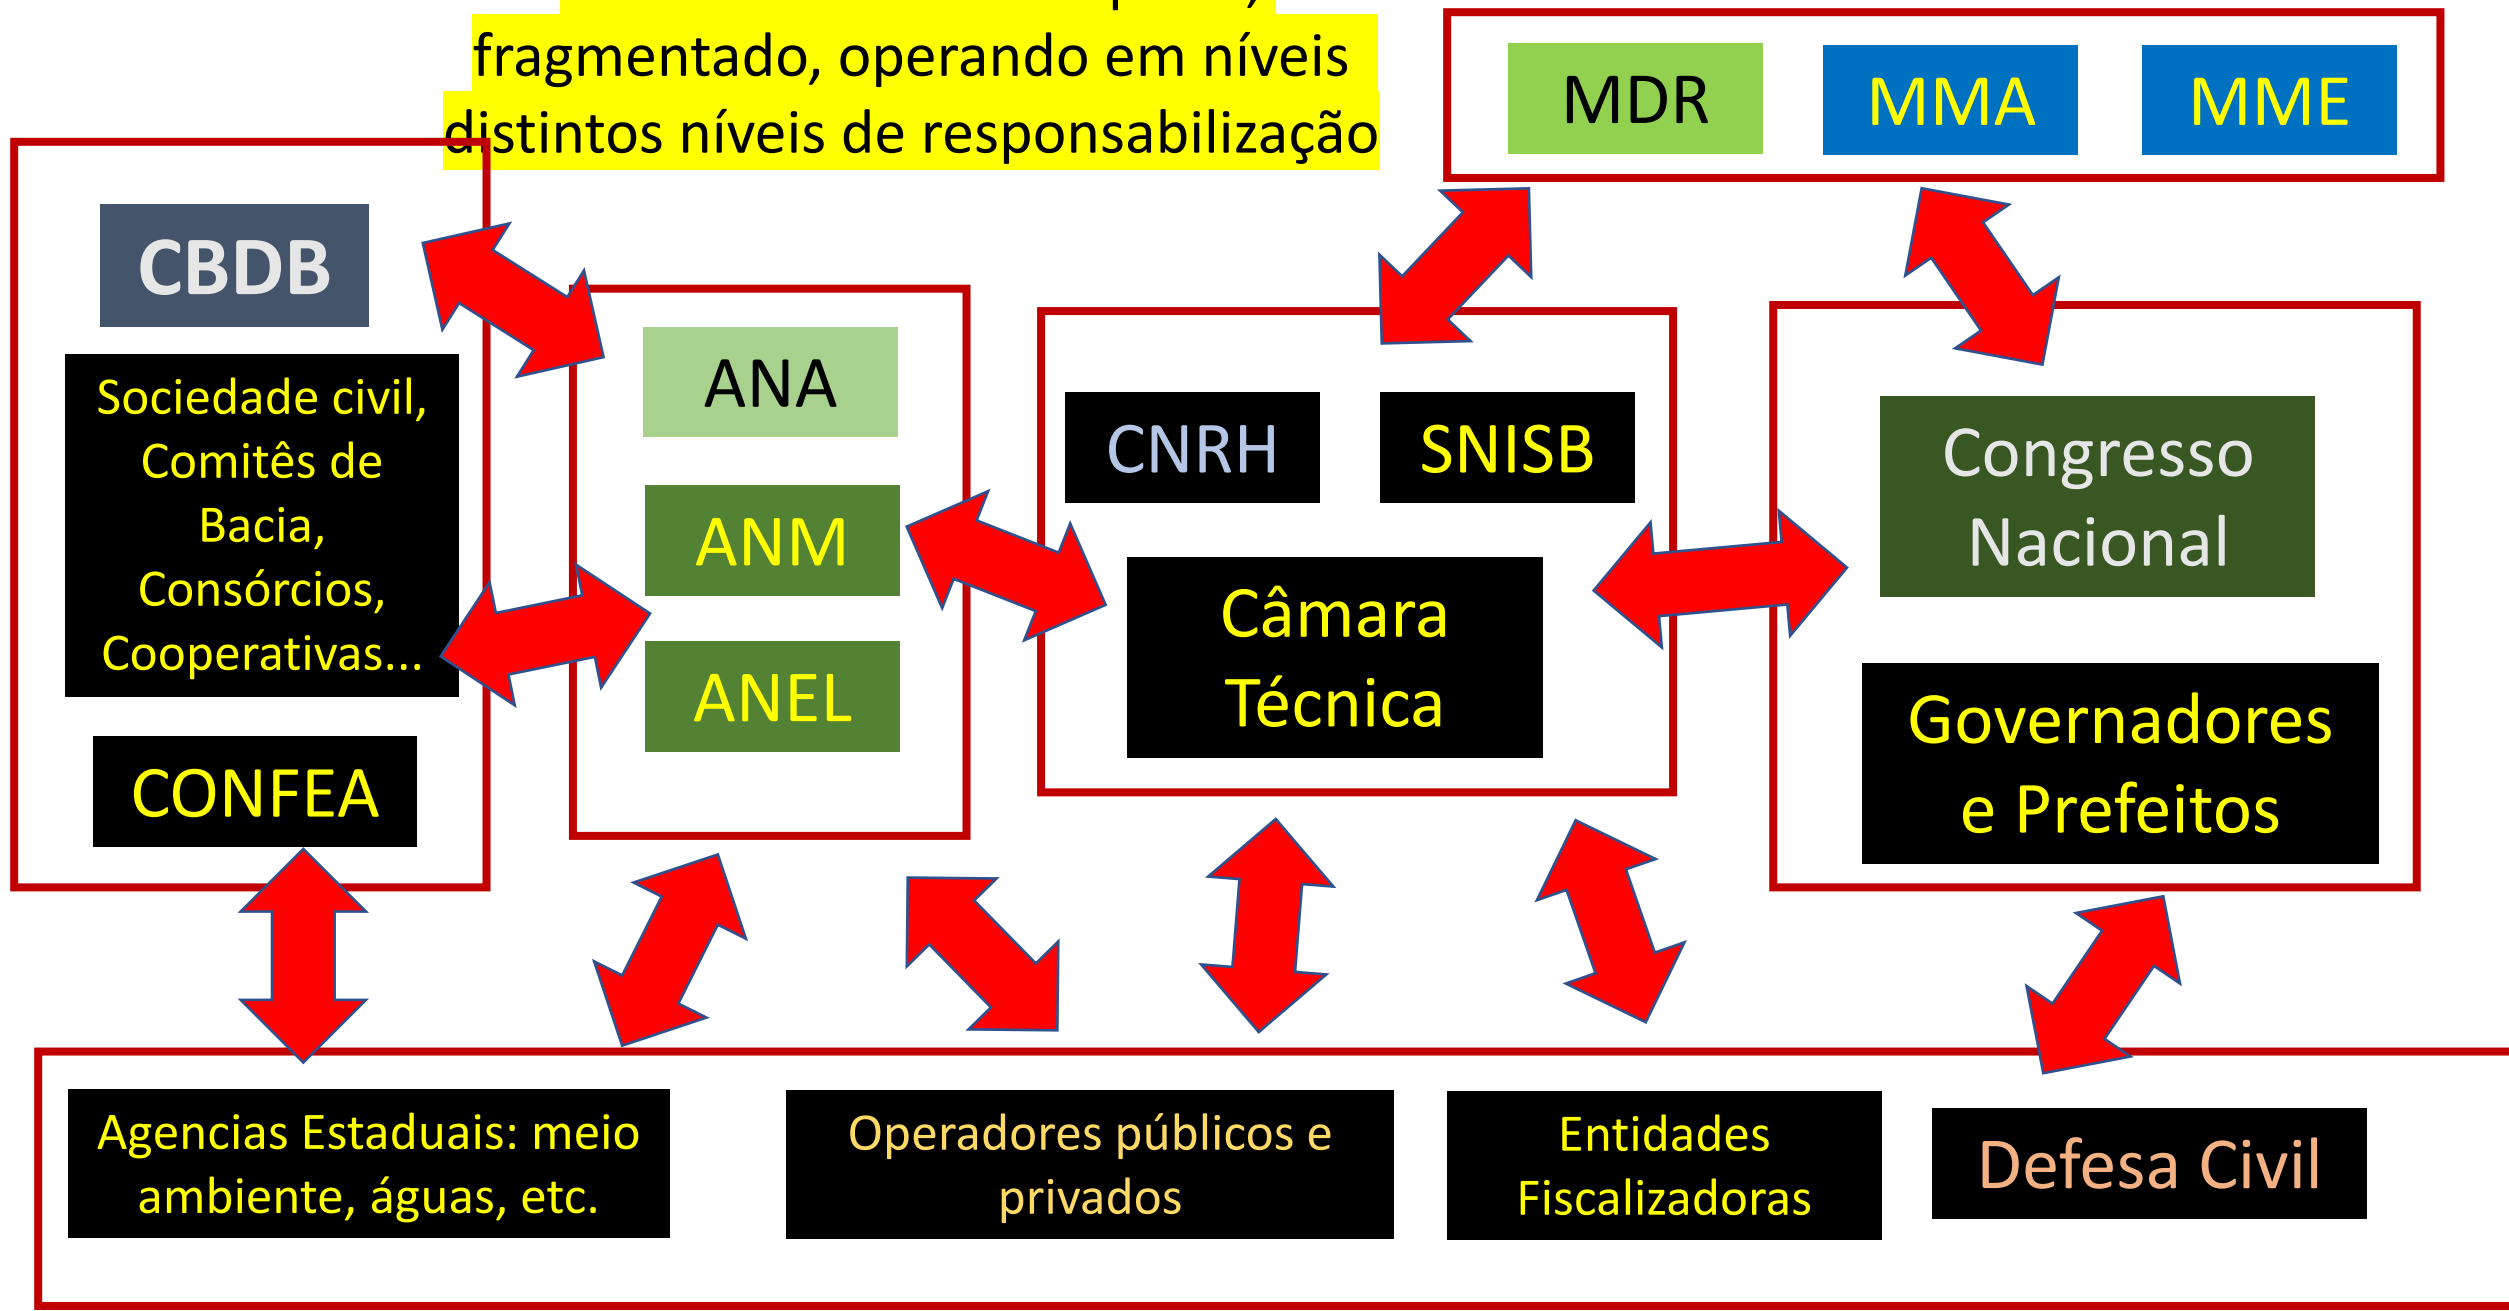 fragmentado, operando em níveis
distintos níveis de responsabilização
MDR
MMA
MME
CBDB
Sociedade civil,
Comitês de
Bacia,
Consórcios,
Cooperativas...
CONFEA
ANA
ANM
ANEL
CNRH
SNISB
Câmara
Técnica
Congresso
Nacional
Governadores
e Prefeitos
Agencias Estaduais: meio
ambiente, águas, etc.
Operadores públicos e
privados
Entidades
Fiscalizadoras
Defesa Civil